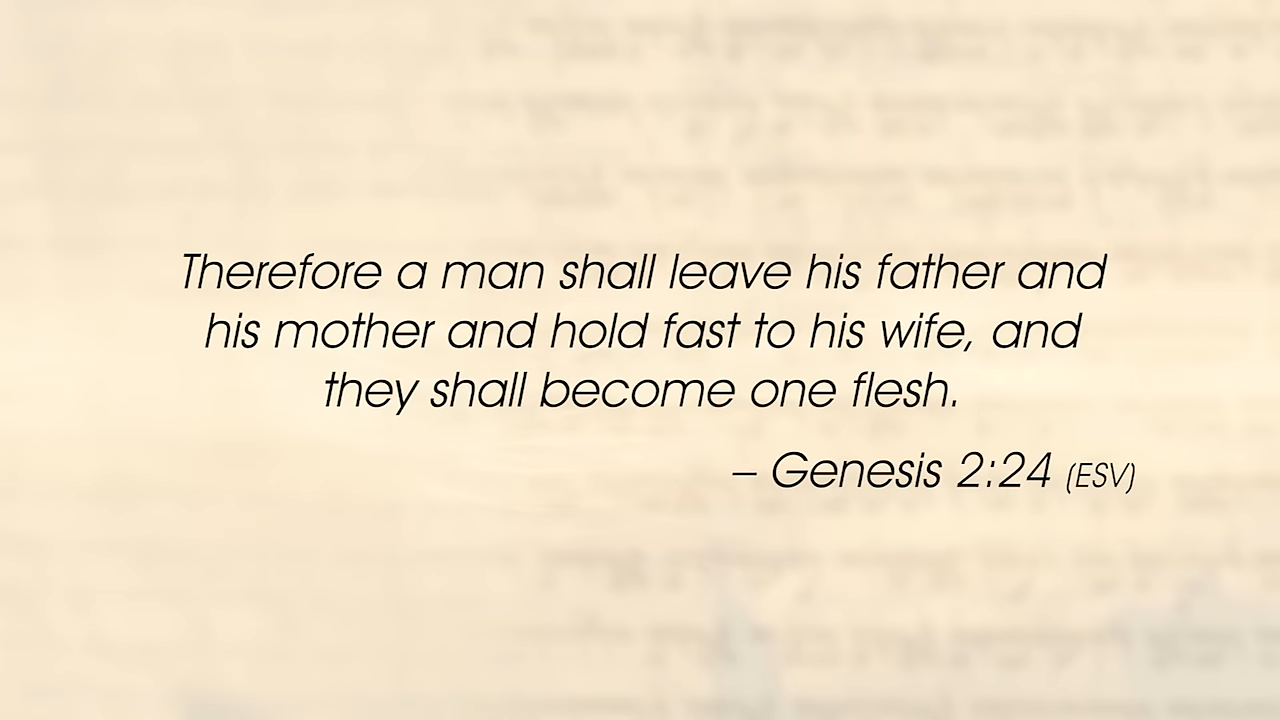 Therefore a man shall leave his father and
his mother and hold fast to his wife, and
they shall become one flesh.
– Genesis 2:24 (ESV)